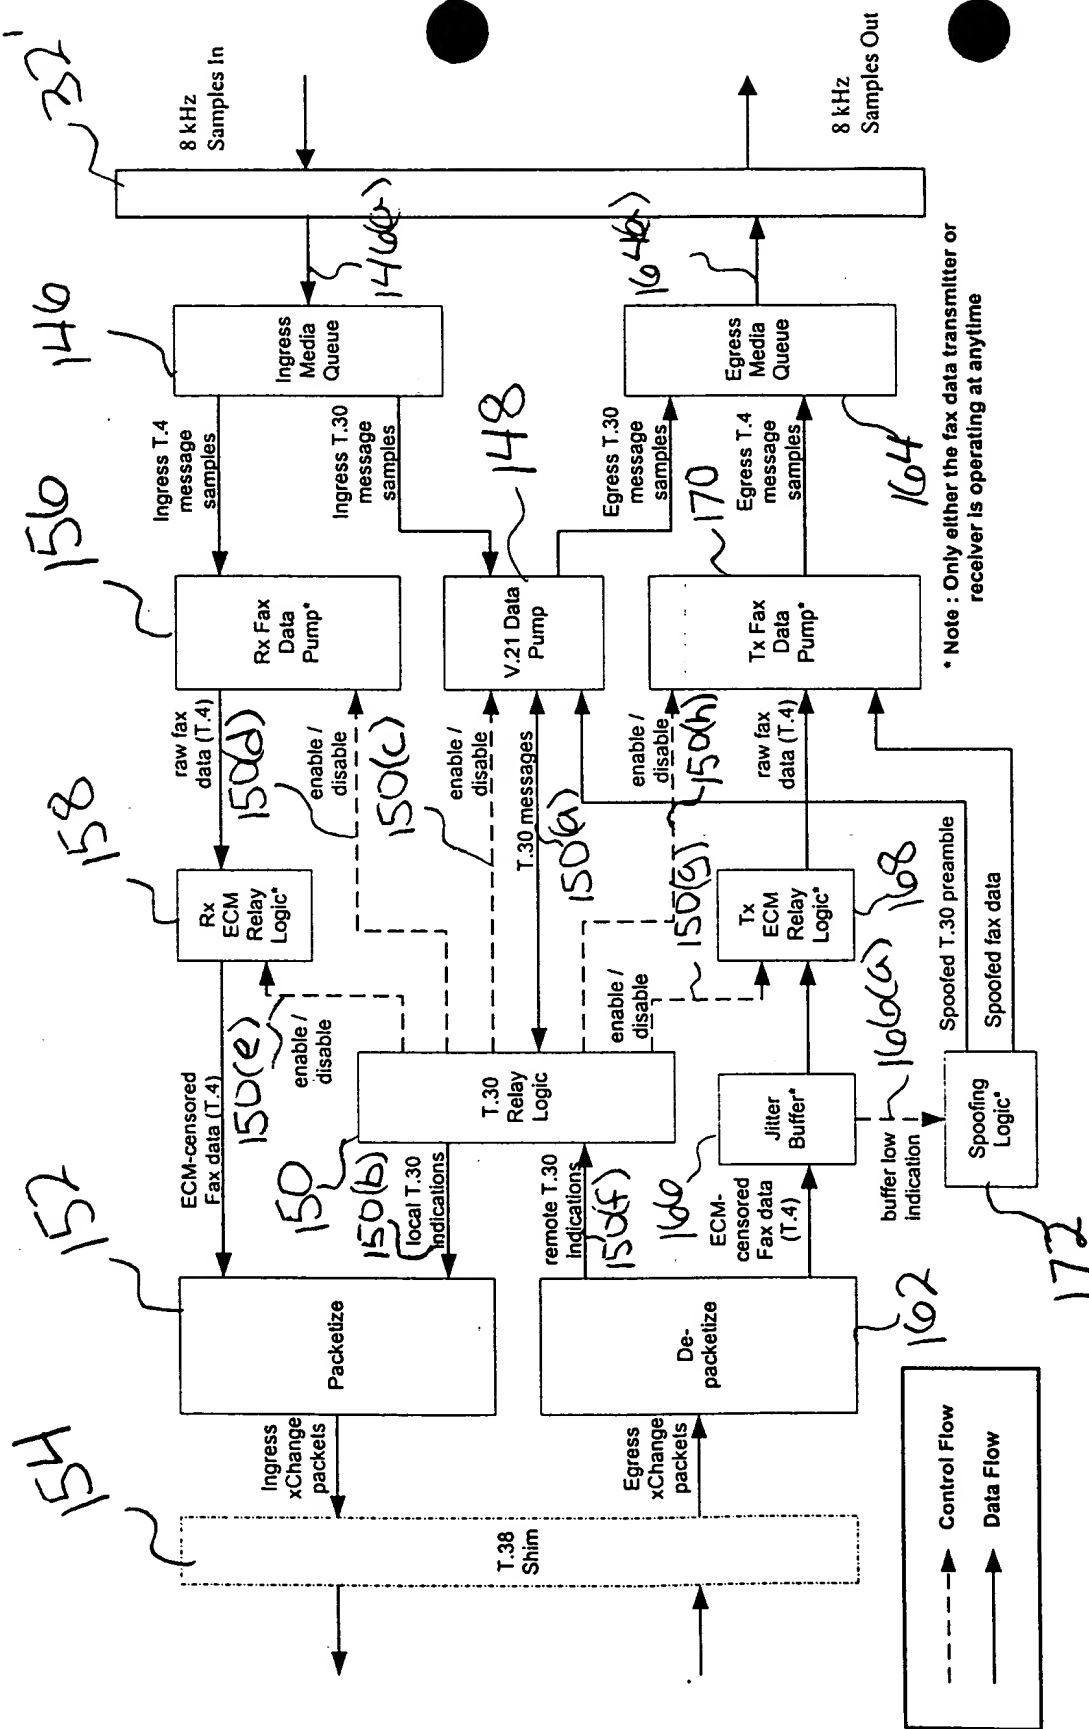 32'
8 kHz
Samples In
8 kHz
Samples Out
146
Ingress
Media
Queue
146(a)
Egress
Media
Queue
164(a)
164
Ingress T.4
message
samples
Ingress T.30
message
samples
Egress T.30
message
samples
Egress T.4
message
samples
156
Rx Fax
Data
Pump*
V.21 Data
Pump
148
Tx Fax
Data
Pump*
170
* Note : Only either the fax data transmitter or
receiver is operating at anytime
raw fax
data (T.4)
150(d)
enable /
disable
150(c)
enable /
disable
T.30 messages
150(a)
enable /
disable
150(h)
raw fax
data (T.4)
158
Rx
ECM
Relay
Logic*
150(g)
Tx
ECM
Relay
Logic*
168
ECM-censored
Fax data (T.4)
150(e)
enable /
disable
enable /
disable
150
T.30
Relay
Logic
166
Jitter
Buffer*
166(a)
buffer low
indication
Spoofing
Logic*
172
Spoofed T.30 preamble
Spoofed fax data
150(b)
local T.30
indications
remote T.30
indications
150(f)
ECM-
censored
Fax data
(T.4)
152
Packetize
De-
packetize
162
Ingress
xChange
packets
Egress
xChange
packets
154
T.38
Shim
Control Flow
Data Flow